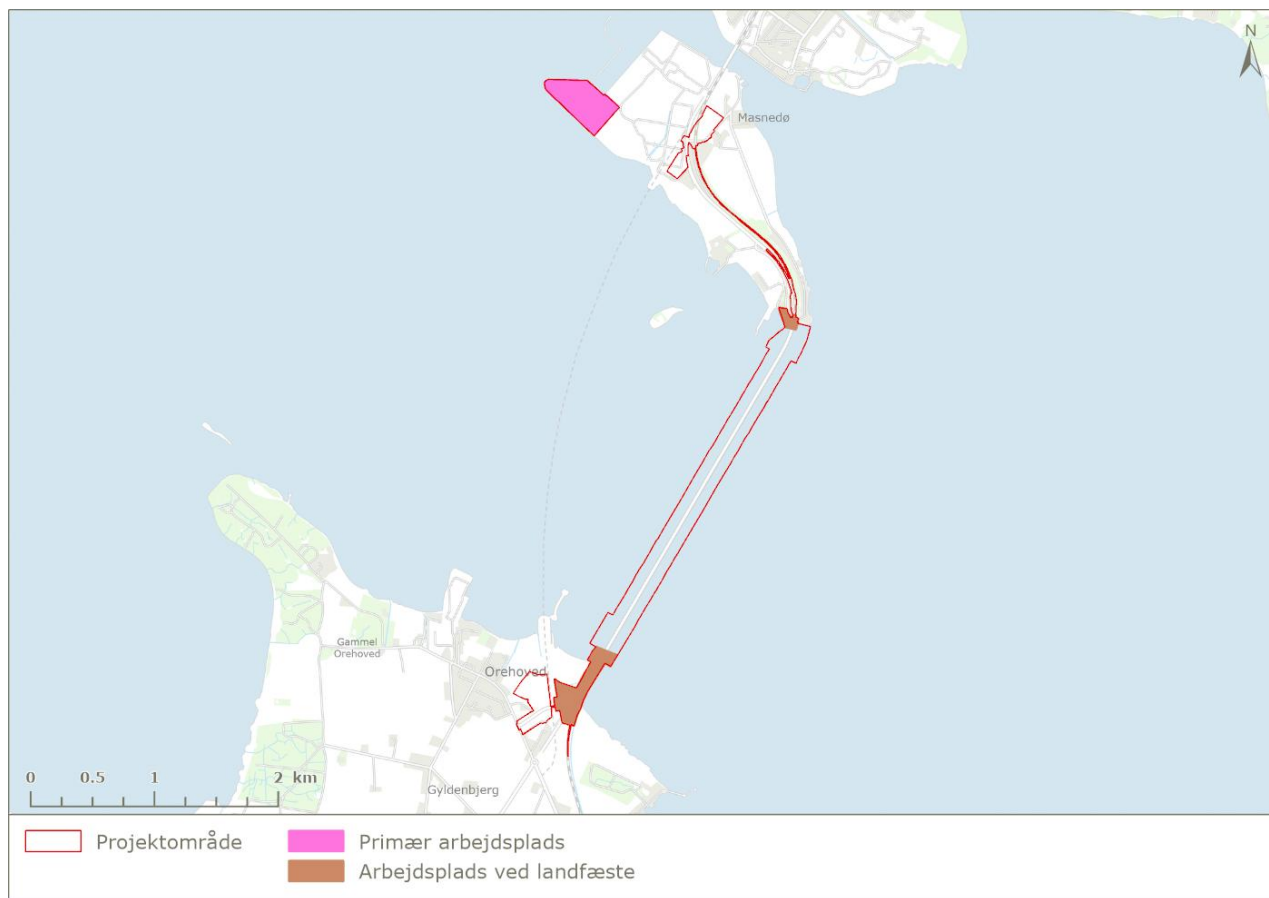 N
Masnedø
Gammel
Orehoved
Orehoved
Gyldenbjerg
0 0.5 1 2 km
Projektområde
Primær arbejdsplads
Arbejdsplads ved landfæste